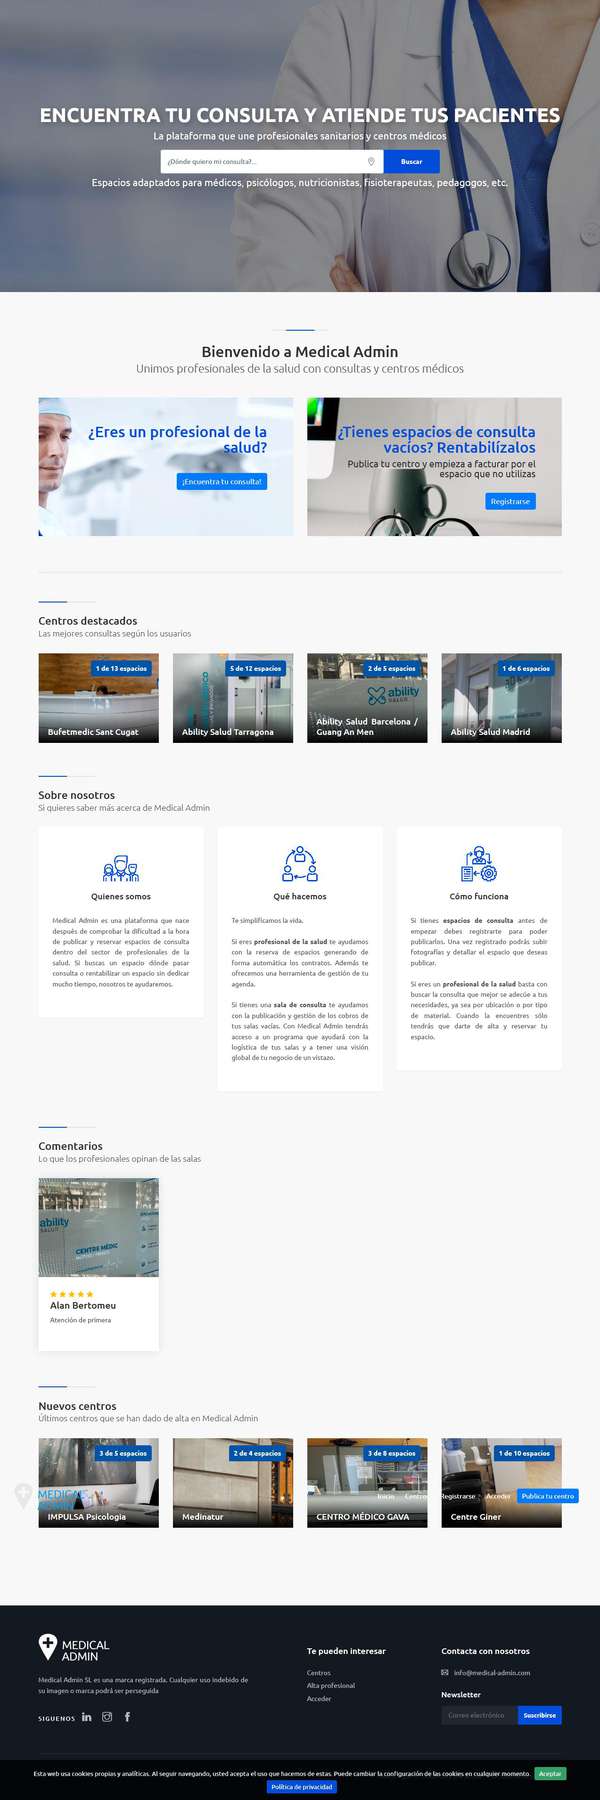 ENCUENTRA TU CONSULTA Y ATIENDE TUS PACIENTES
La plataforma que une profesionales sanitarios y centros médicos
¿Dónde quiero mi consulta?...
Buscar
Espacios adaptados para médicos, psicólogos, nutricionistas, fisioterapeutas, pedagogos, etc.
Bienvenido a Medical Admin
Unimos profesionales de la salud con consultas y centros médicos
¿Eres un profesional de la
salud?
¡Encuentra tu consulta!
¿Tienes espacios de consulta
vacíos? Rentabilízalos
Publica tu centro y empieza a facturar por el
espacio que no utilizas
Registrarse
Centros destacados
Las mejores consultas según los usuarios
1 de 13 espacios
Bufetmedic Sant Cugat
5 de 12 espacios
Ability Salud Tarragona
2 de 5 espacios
ability
SALUD
Ability Salud Barcelona /
Guang An Men
1 de 6 espacios
Ability Salud Madrid
Sobre nosotros
Si quieres saber más acerca de Medical Admin
Quienes somos
Medical Admin es una plataforma que nace
después de comprobar la dificultad a la hora
de publicar y reservar espacios de consulta
dentro del sector de profesionales de la
salud. Si buscas un espacio dónde pasar
consulta o rentabilizar un espacio sin dedicar
mucho tiempo, nosotros te ayudaremos.
Qué hacemos
Te simplificamos la vida.
Si eres profesional de la salud te ayudamos
con la reserva de espacios generando de
forma automática los contratos. Además te
ofrecemos una herramienta de gestión de tu
agenda.
Si tienes una sala de consulta te ayudamos
con la publicación y gestión de los cobros de
tus salas vacías. Con Medical Admin tendrás
acceso a un programa que ayudará con la
logística de tus salas y a tener una visión
global de tu negocio de un vistazo.
Cómo funciona
Si tienes espacios de consulta antes de
empezar debes registrarte para poder
publicarlos. Una vez registrado podrás subir
fotografías y detallar el espacio que deseas
publicar.
Si eres un profesional de la salud basta con
buscar la consulta que mejor se adecúe a tus
necesidades, ya sea por ubicación o por tipo
de material. Cuando la encuentres sólo
tendrás que darte de alta y reservar tu
espacio.
Comentarios
Lo que los profesionales opinan de las salas
ability
SALUD
CENTRE MÈDIC
Alan Bertomeu
Atención de primera
Nuevos centros
Últimos centros que se han dado de alta en Medical Admin
3 de 5 espacios
IMPULSA Psicologia
2 de 4 espacios
Medinatur
3 de 8 espacios
CENTRO MÉDICO GAVA
1 de 10 espacios
Centre Giner
MEDICAL
ADMIN
Inicio
Centros
Registrarse
Acceder
Publica tu centro
MEDICAL
ADMIN
Medical Admin SL es una marca registrada. Cualquier uso indebido de
su imagen o marca podrá ser perseguida
SIGUENOS
Te pueden interesar
Centros
Alta profesional
Acceder
Contacta con nosotros
info@medical-admin.com
Newsletter
Correo electrónico
Suscribirse
Esta web usa cookies propias y analíticas. Al seguir navegando, usted acepta el uso que hacemos de estas. Puede cambiar la configuración de las cookies en cualquier momento.
Aceptar
Política de privacidad